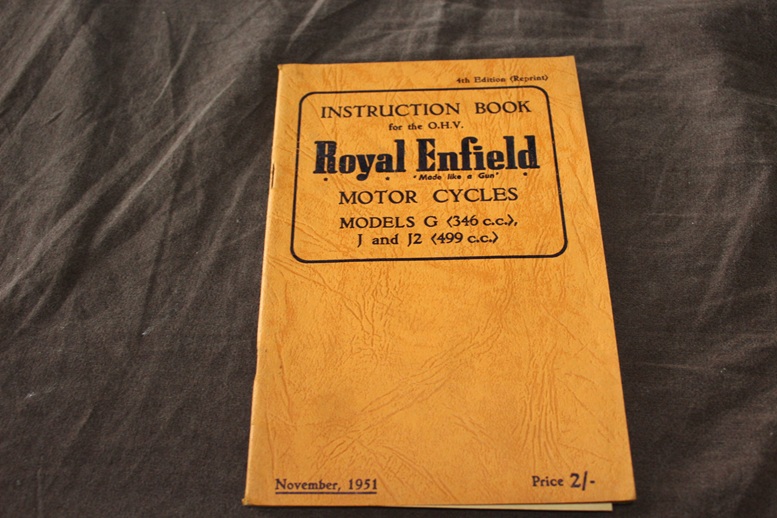 4th Edition (Reprint)
INSTRUCTION BOOK
for the O.H.V.
Royal Enfield
"Made like a Gun"
MOTOR CYCLES
MODELS G (346 c.c.),
J and J2 (499 c.c.)
November, 1951
Price 2/-